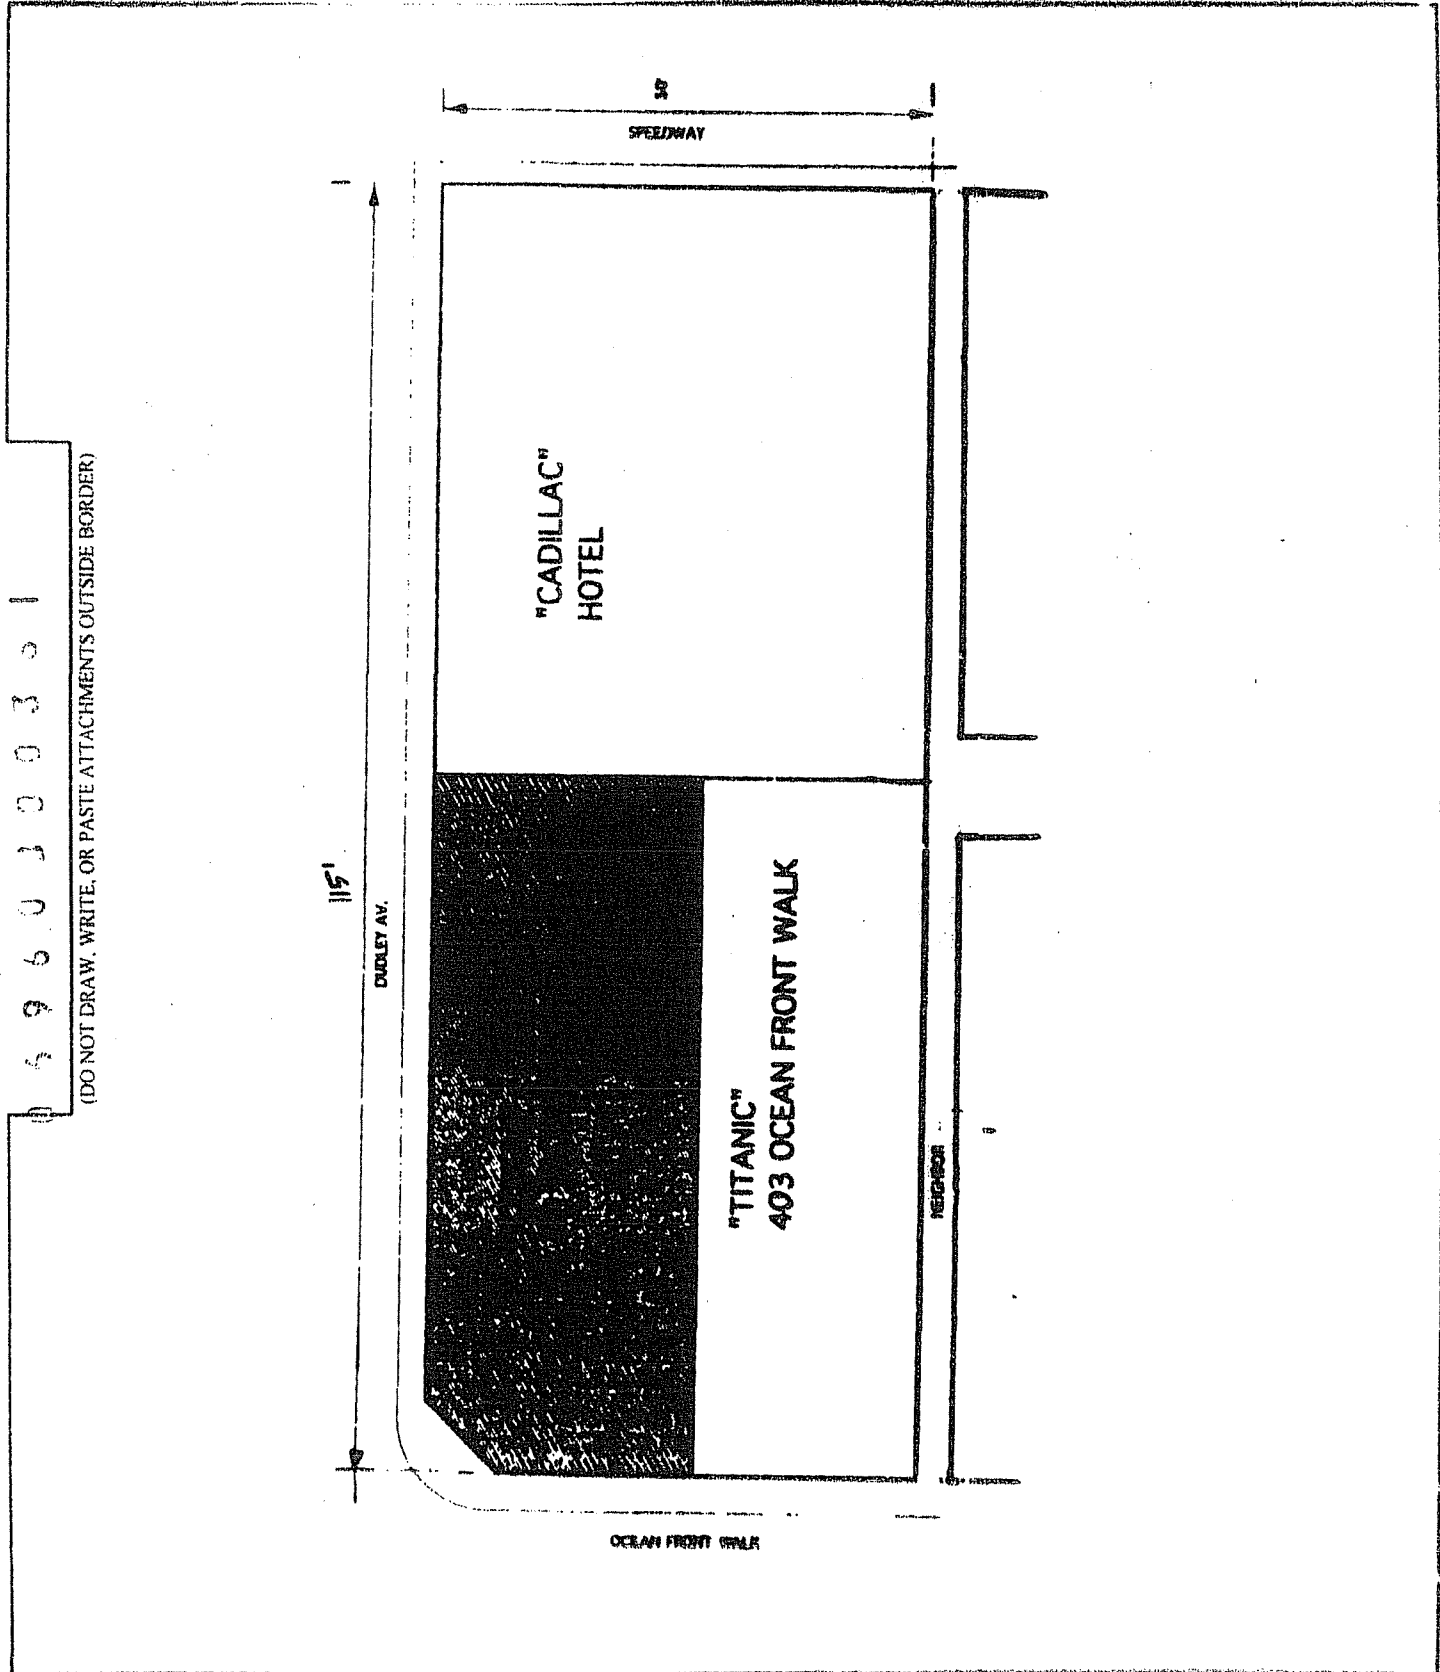 (DO NOT DRAW, WRITE, OR PASTE ATTACHMENTS OUTSIDE BORDER)
115'
DUDLEY AV.
SPEEDWAY
"CADILLAC"
HOTEL
"TITANIC"
403 OCEAN FRONT WALK
NEIGHBOR
OCEAN FRONT WALK